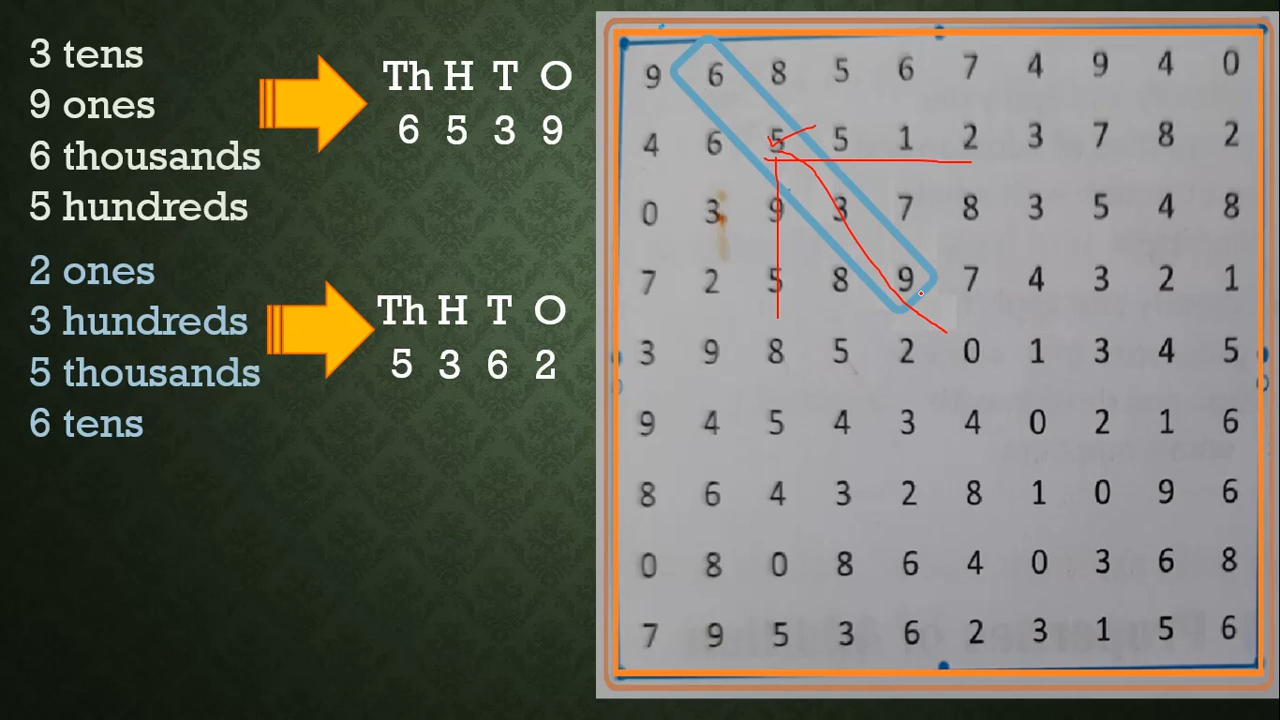 3 tens
9 ones
6 thousands
5 hundreds
Th H T O
6 5 3 9
2 ones
3 hundreds
5 thousands
6 tens
Th H T O
5 3 6 2
9 6 8 5 6 7 4 9 4 0
4 6 5 5 1 2 3 7 8 2
0 3 9 3 7 8 3 5 4 8
7 2 5 8 9 7 4 3 2 1
3 9 8 5 2 0 1 3 4 5
9 4 5 4 3 4 0 2 1 6
8 6 4 3 2 8 1 0 9 6
0 8 0 8 6 4 0 3 6 8
7 9 5 3 6 2 3 1 5 6